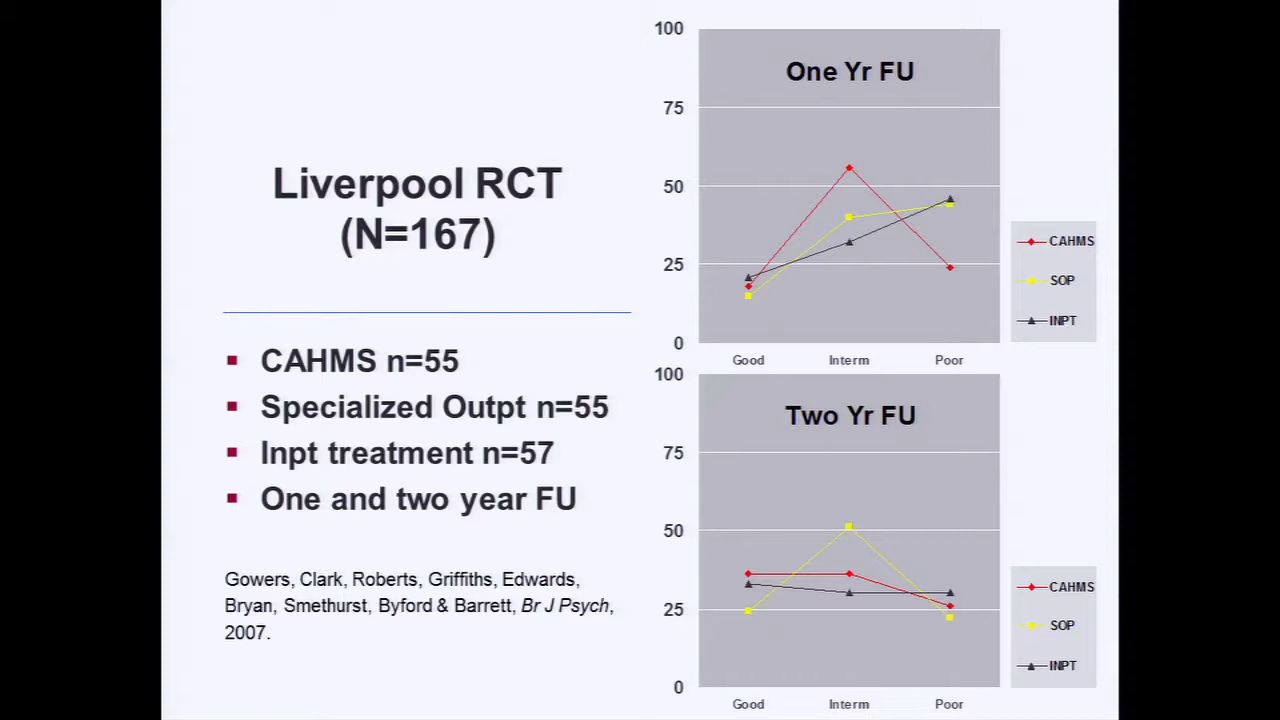 Liverpool RCT
(N=167)
▪ CAHMS n=55
▪ Specialized Outpt n=55
▪ Inpt treatment n=57
▪ One and two year FU
Gowers, Clark, Roberts, Griffiths, Edwards,
Bryan, Smethurst, Byford & Barrett, Br J Psych,
2007.
One Yr FU
100
75
50
25
0
Good Interm Poor
CAHMS
SOP
INPT
Two Yr FU
100
75
50
25
0
Good Interm Poor
CAHMS
SOP
INPT